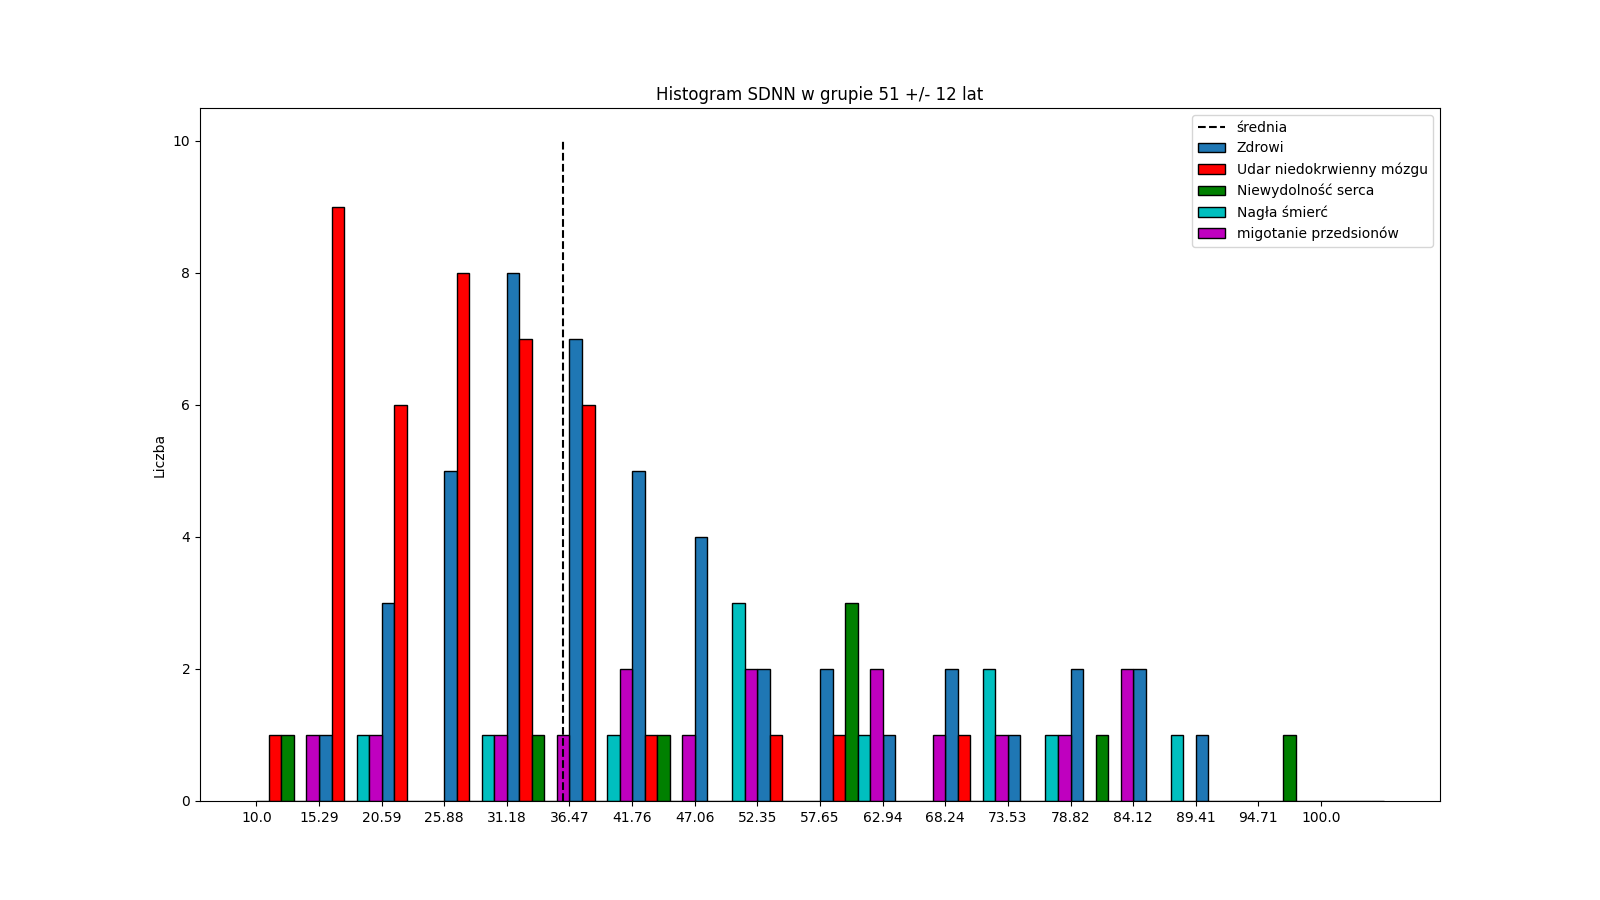 Histogram SDNN w grupie 51 +/- 12 lat
średnia
Zdrowi
Udar niedokrwienny mózgu
Niewydolność serca
Nagła śmierć
migotanie przedsionów
Liczba
10
8
6
4
2
0
10.0 15.29 20.59 25.88 31.18 36.47 41.76 47.06 52.35 57.65 62.94 68.24 73.53 78.82 84.12 89.41 94.71 100.0